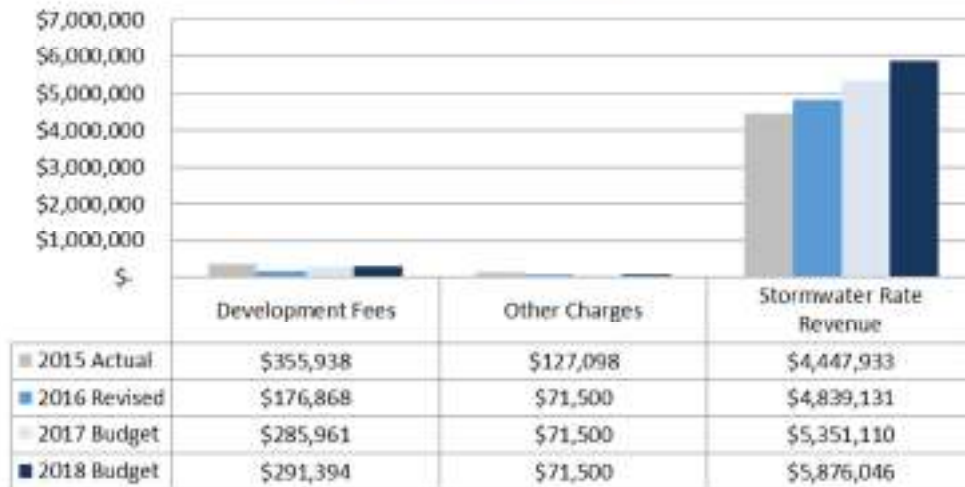 $7,000,000
$6,000,000
$5,000,000
$4,000,000
$3,000,000
$2,000,000
$1,000,000
$-
Development Fees Other Charges Stormwater Rate
Revenue
2015 Actual $355,938 $127,098 $4,447,933
2016 Revised $176,868 $71,500 $4,839,131
2017 Budget $285,961 $71,500 $5,351,110
2018 Budget $291,394 $71,500 $5,876,046